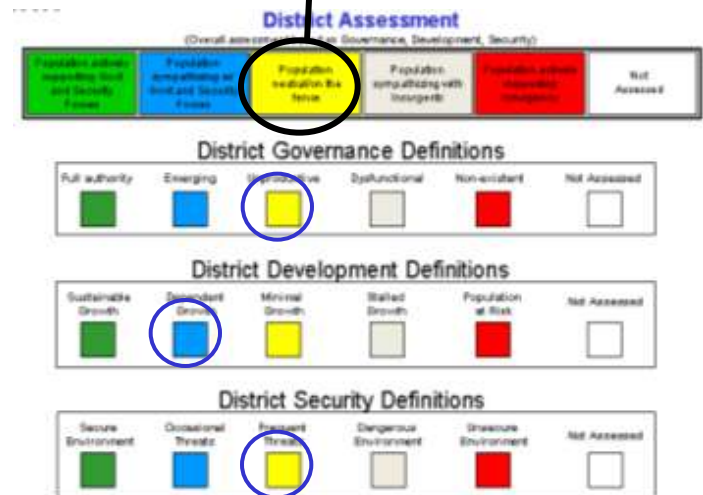 District Assessment
(Overall assessment based on Governance, Development, Security)
Population actively supporting Govt and Security Forces
Population sympathizing w/ Govt and Security Forces
Population neutral/on the fence
Population sympathizing with Insurgents
Population actively supporting Insurgency
Not Assessed
District Governance Definitions
Full authority Emerging Unproductive Dysfunctional Non-existent Not Assessed
District Development Definitions
Sustainable Growth
Dependent Growth
Minimal Growth
Stalled Growth
Population at Risk
Not Assessed
District Security Definitions
Secure Environment
Occasional Threats
Frequent Threats
Dangerous Environment
Unsecure Environment
Not Assessed